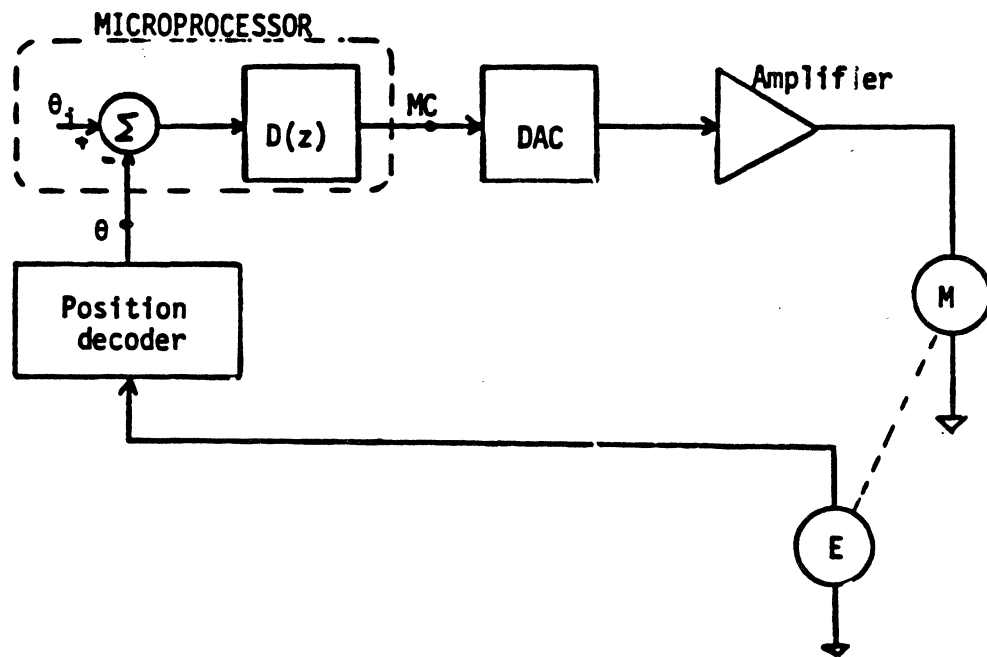 MICROPROCESSOR
θi
+
-
Σ
D(z)
MC
DAC
Amplifier
θ
Position
decoder
M
E